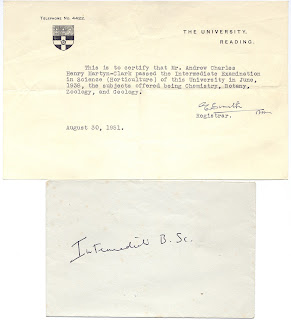 TELEPHONE NO. 4422.
THE UNIVERSITY,
READING.
This is to certify that Mr. Andrew Charles
Henry Martyn-Clark passed the Intermediate Examination
in Science (Horticulture) of this University in June,
1938, the subjects offered being Chemistry, Botany,
Zoology, and Geology.
Registrar.
August 30, 1951.
Intermediate B. Sc.